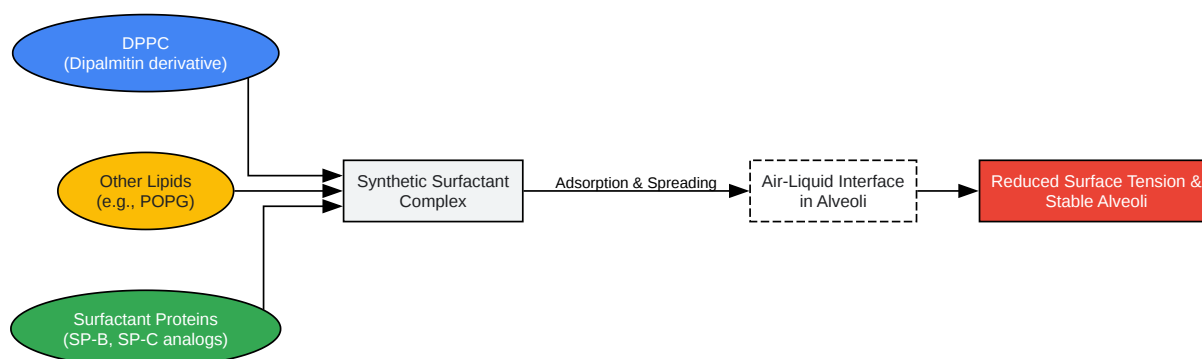 DPPC
(Dipalmitin derivative)
Other Lipids
(e.g., POPG)
Surfactant Proteins
(SP-B, SP-C analogs)
Synthetic Surfactant
Complex
Adsorption & Spreading
Air-Liquid Interface
in Alveoli
Reduced Surface Tension &
Stable Alveoli